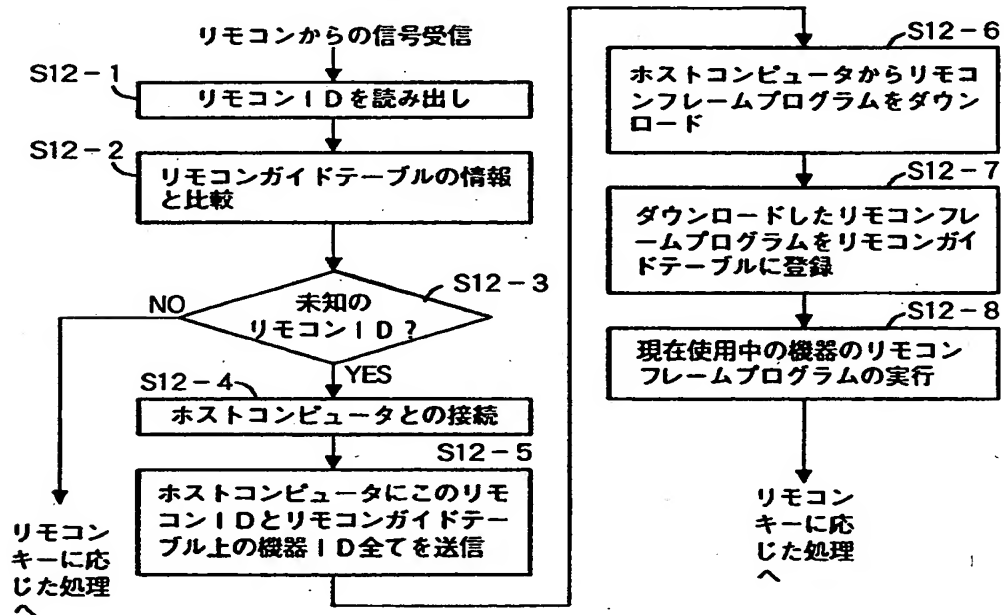 リモコンからの信号受信
S12-1
リモコンIDを読み出し
S12-2
リモコンガイドテーブルの情報
と比較
S12-3
未知の
リモコンID?
NO
YES
S12-4
ホストコンピュータとの接続
S12-5
ホストコンピュータにこのリモ
コンIDとリモコンガイドテー
ブル上の機器ID全てを送信
リモコン
キーに応
じた処理
へ
S12-6
ホストコンピュータからリモコ
ンフレームプログラムをダウン
ロード
S12-7
ダウンロードしたリモコンフレ
ームプログラムをリモコンガイ
ドテーブルに登録
S12-8
現在使用中の機器のリモコン
フレームプログラムの実行
リモコン
キーに応
じた処理
へ